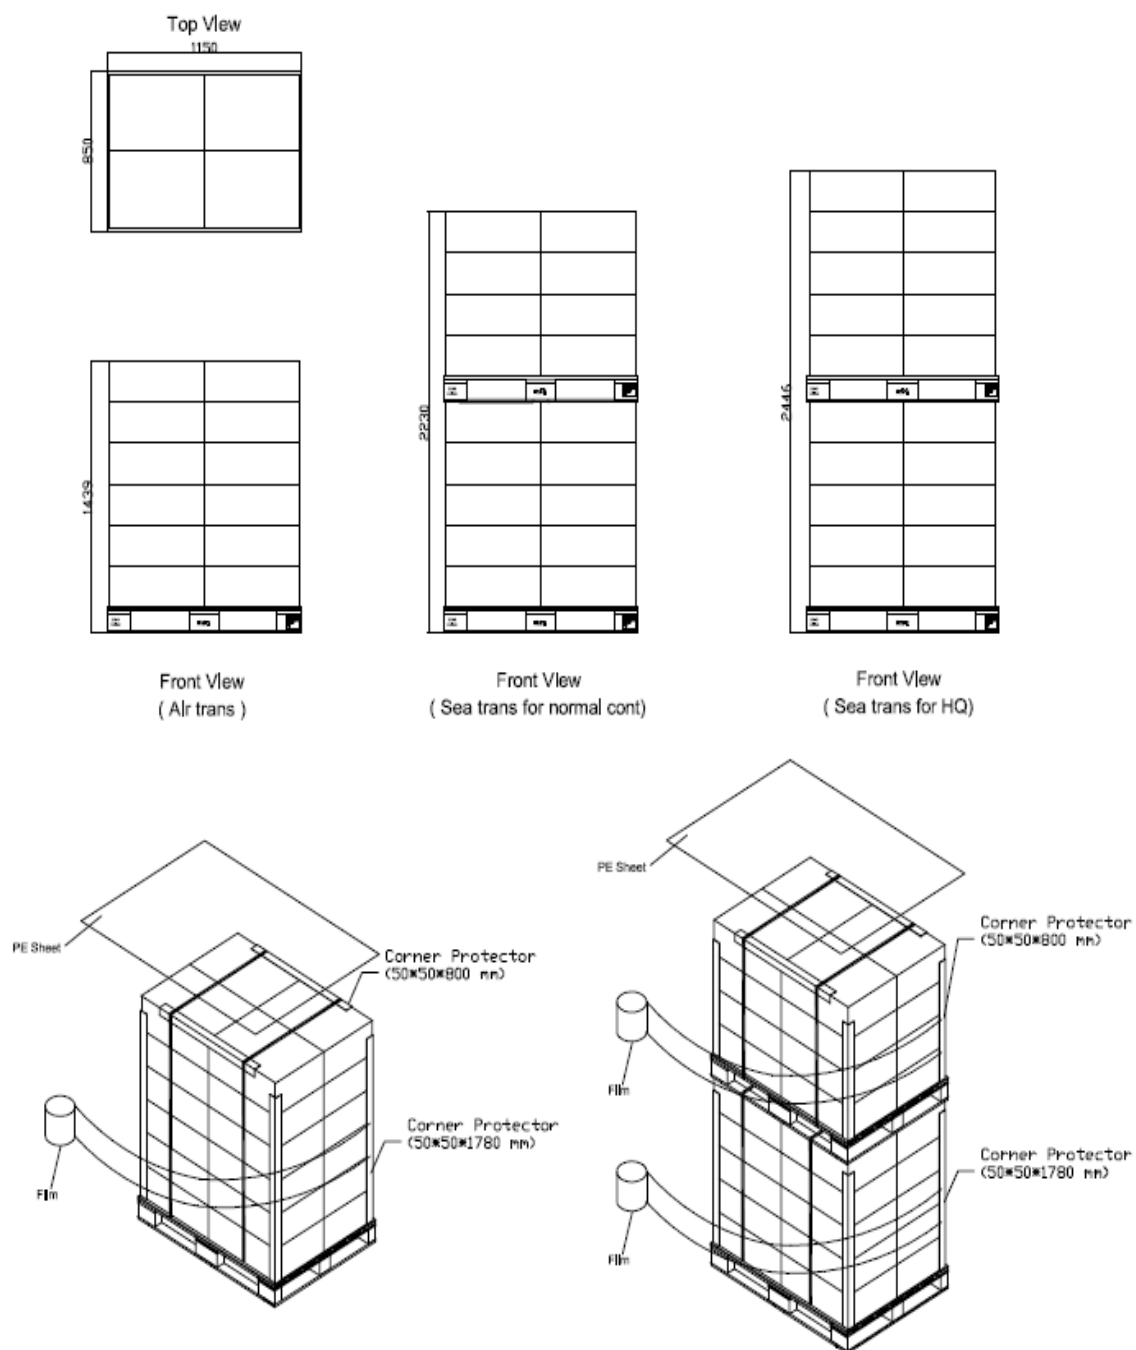 Top View
1150
850
1439
2230
2446
Front View
( Air trans )
Front View
( Sea trans for normal cont)
Front View
( Sea trans for HQ)
PE Sheet
Corner Protector
(50*50*800 mm)
Corner Protector
(50*50*1780 mm)
Film
PE Sheet
Corner Protector
(50*50*800 mm)
Film
Corner Protector
(50*50*1780 mm)
Film